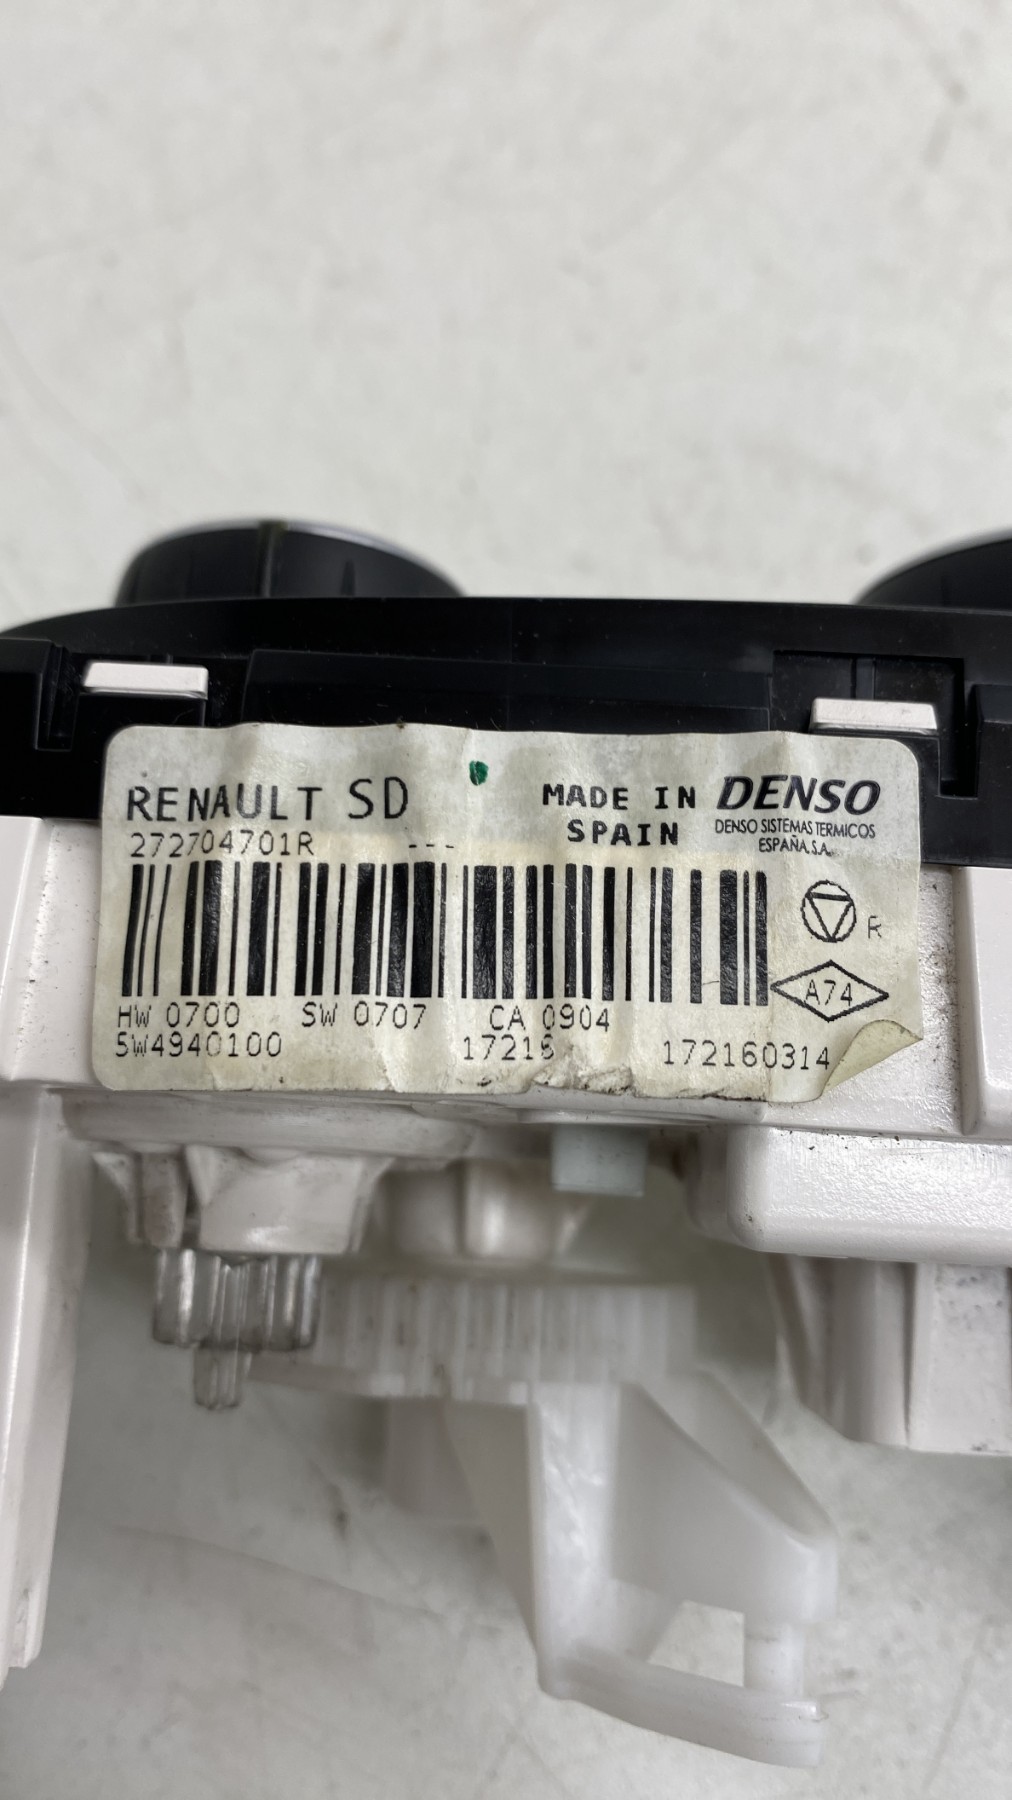 RENAULT SD
MADE IN SPAIN
DENSO
DENSO SISTEMAS TERMICOS
ESPAÑA,S.A.
272704701R ---
R
A74
HW 0700 SW 0707 CA 0904
SW4940100 17216 172160314